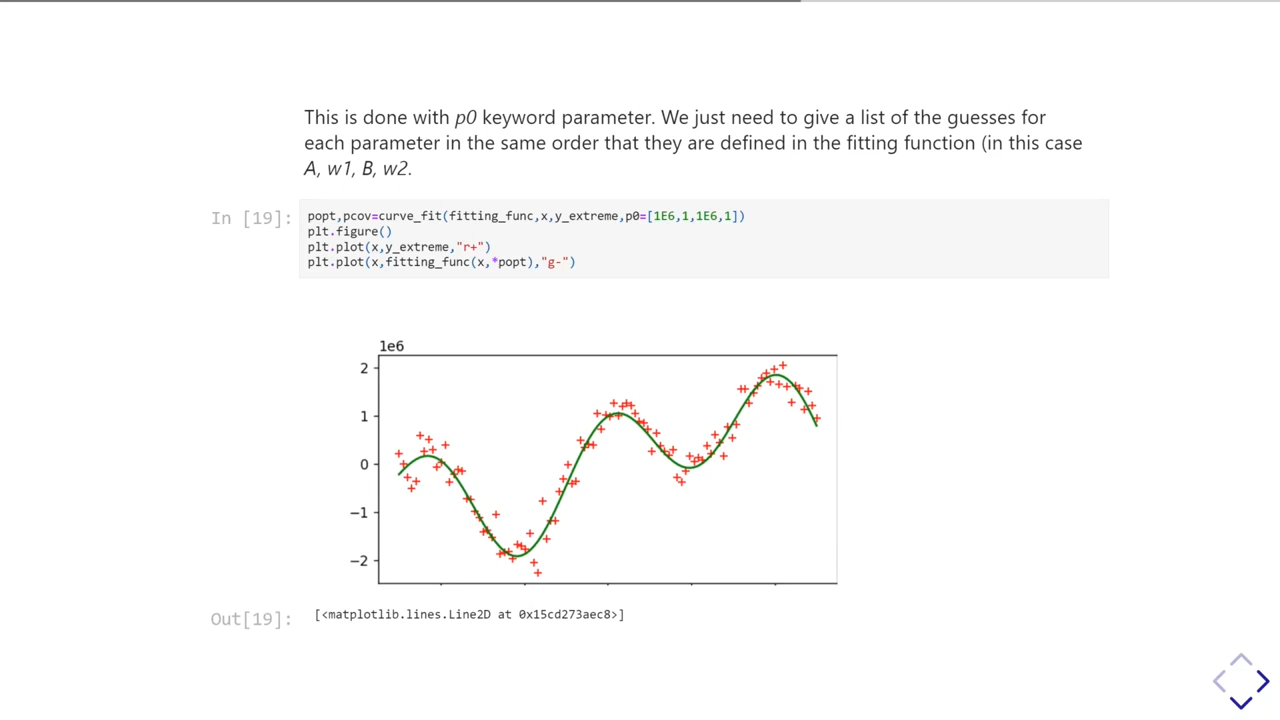 This is done with p0 keyword parameter. We just need to give a list of the guesses for
each parameter in the same order that they are defined in the fitting function (in this case
A, w1, B, w2.
In [19]:
popt,pcov=curve_fit(fitting_func,x,y_extreme,p0=[1E6,1,1E6,1])
plt.figure()
plt.plot(x,y_extreme,"r+")
plt.plot(x,fitting_func(x,*popt),"g-")
1e6
2
1
0
−1
−2
Out[19]:
[<matplotlib.lines.Line2D at 0x15cd273aec8>]